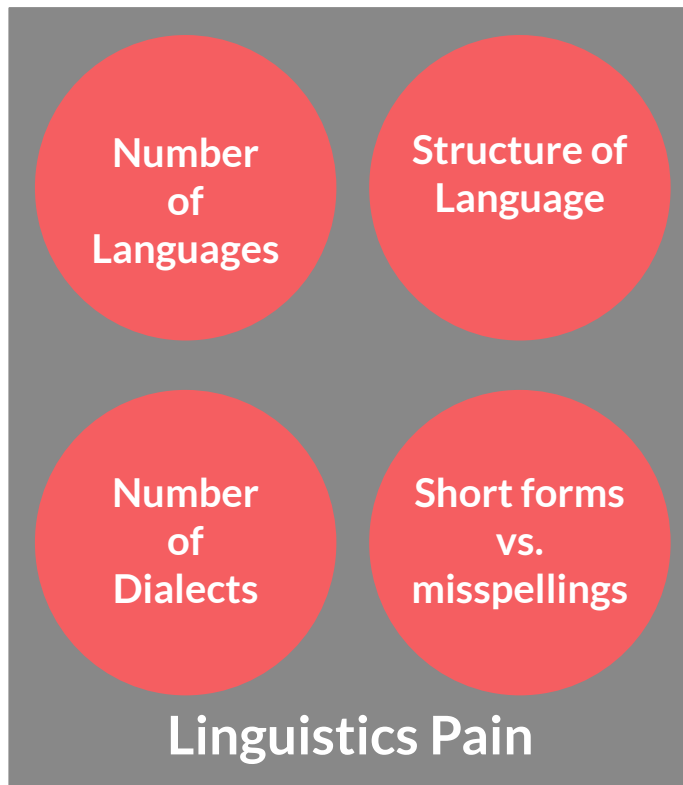 Number
of
Languages
Structure of
Language
Number
of
Dialects
Short forms
vs.
misspellings
Linguistics Pain